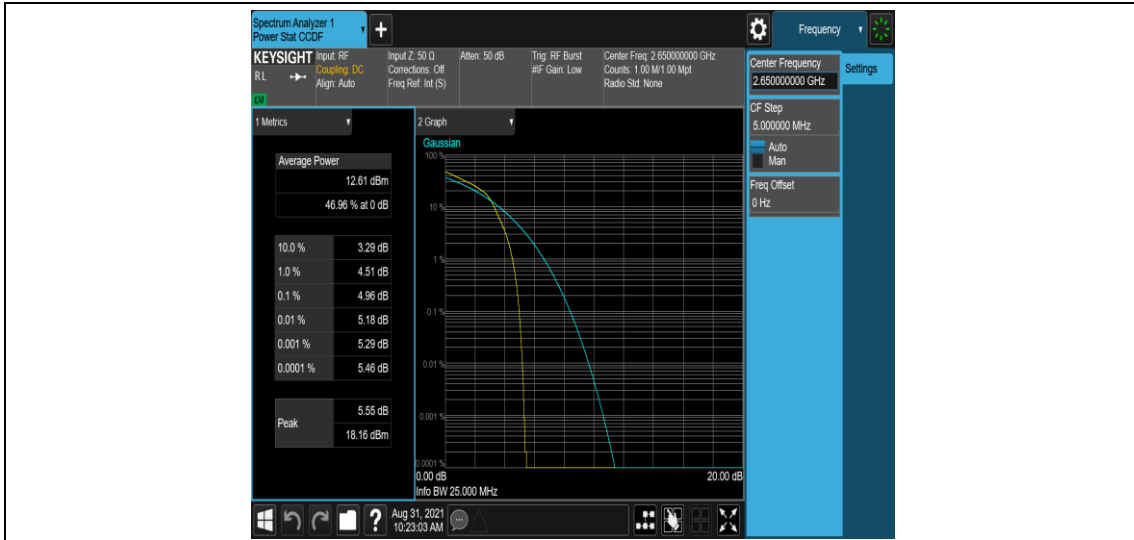 Spectrum Analyzer 1
Power Stat CCDF
Frequency
KEYSIGHT
RL
LXI
Input: RF
Coupling: DC
Align: Auto
Input Z: 50 Ω
Corrections: Off
Freq Ref: Int (S)
Atten: 50 dB
Trig: RF Burst
#IF Gain: Low
Center Freq: 2.650000000 GHz
Counts: 1.00 M/1.00 Mpt
Radio Std: None
Center Frequency
2.650000000 GHz
Settings
CF Step
5.000000 MHz
Auto
Man
Freq Offset
0 Hz
1 Metrics
Average Power
12.61 dBm
46.96 % at 0 dB
10.0 % 3.29 dB
1.0 % 4.51 dB
0.1 % 4.96 dB
0.01 % 5.18 dB
0.001 % 5.29 dB
0.0001 % 5.46 dB
Peak
5.55 dB
18.16 dBm
2 Graph
Gaussian
100 %
10 %
1 %
0.1 %
0.01 %
0.001 %
0.0001 %
0.00 dB 20.00 dB
Info BW 25.000 MHz
?
Aug 31, 2021
10:23:03 AM